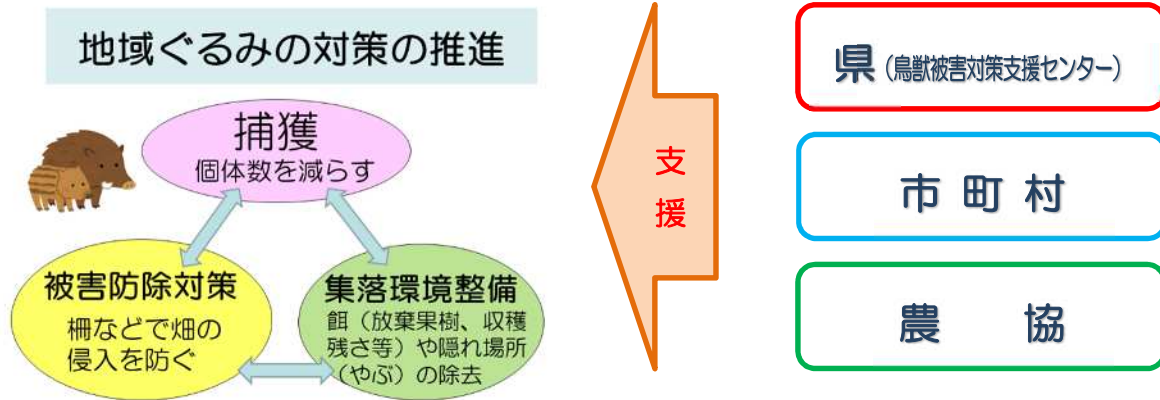 地域ぐるみの対策の推進
捕獲
個体数を減らす
被害防除対策
柵などで畑の
侵入を防ぐ
集落環境整備
餌（放棄果樹、収穫
残さ等）や隠れ場所
（やぶ）の除去
支
援
県（鳥獣被害対策支援センター）
市町村
農協